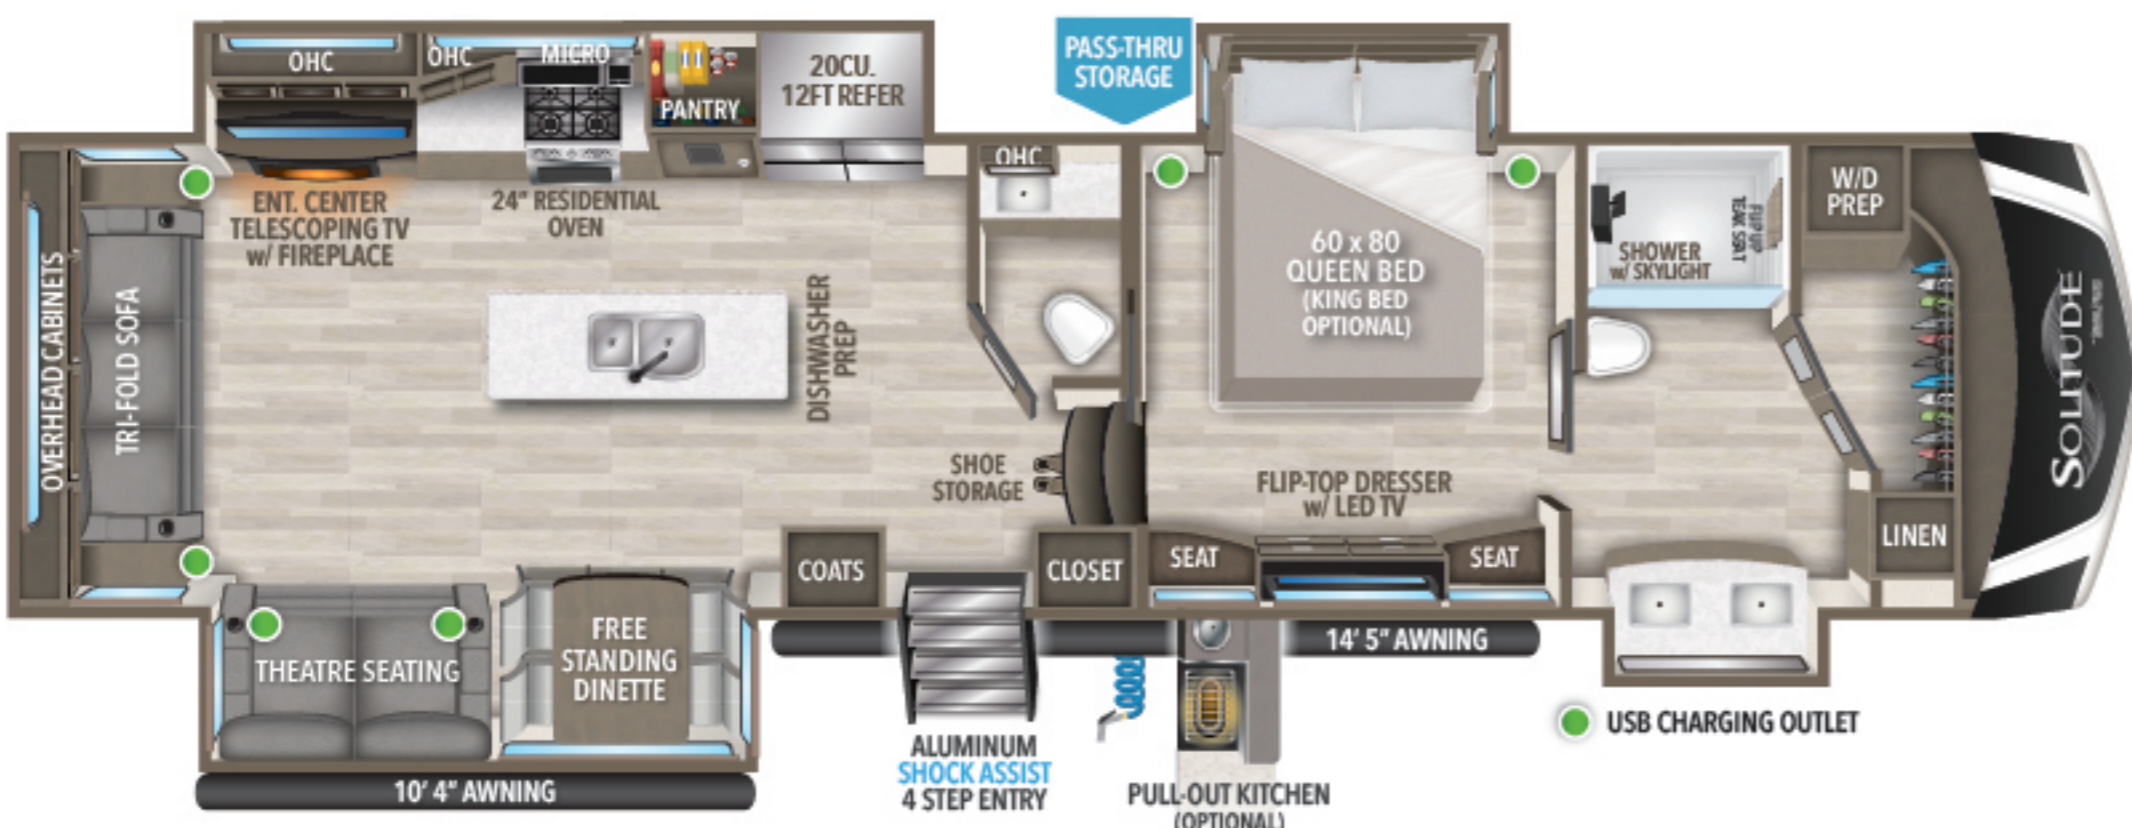 OHC
OHC
MICRO
PANTRY
20CU.
12FT REFER
PASS-THRU
STORAGE
ENT. CENTER
TELESCOPING TV
w/ FIREPLACE
24" RESIDENTIAL
OVEN
OHC
60 x 80
QUEEN BED
(KING BED
OPTIONAL)
FLIP UP
TEAK SEAT
SHOWER
w/ SKYLIGHT
W/D
PREP
OVERHEAD CABINETS
TRI-FOLD SOFA
DISHWASHER
PREP
SOLITUDE
SHOE
STORAGE
FLIP-TOP DRESSER
w/ LED TV
COATS
CLOSET
SEAT
SEAT
LINEN
THEATRE SEATING
FREE
STANDING
DINETTE
14' 5" AWNING
10' 4" AWNING
ALUMINUM
SHOCK ASSIST
4 STEP ENTRY
PULL-OUT KITCHEN
(OPTIONAL)
USB CHARGING OUTLET